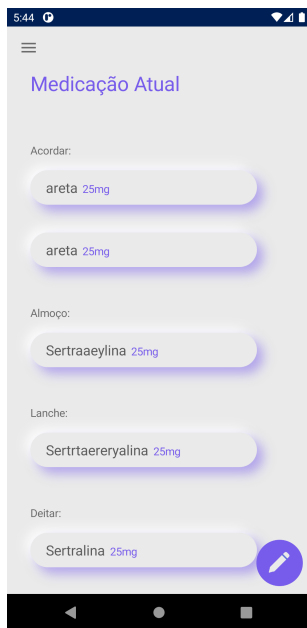 5:44
Medicação Atual
Acordar:
areta 25mg
areta 25mg
Almoço:
Sertraaeylina 25mg
Lanche:
Sertrtaereryalina 25mg
Deitar:
Sertralina 25mg